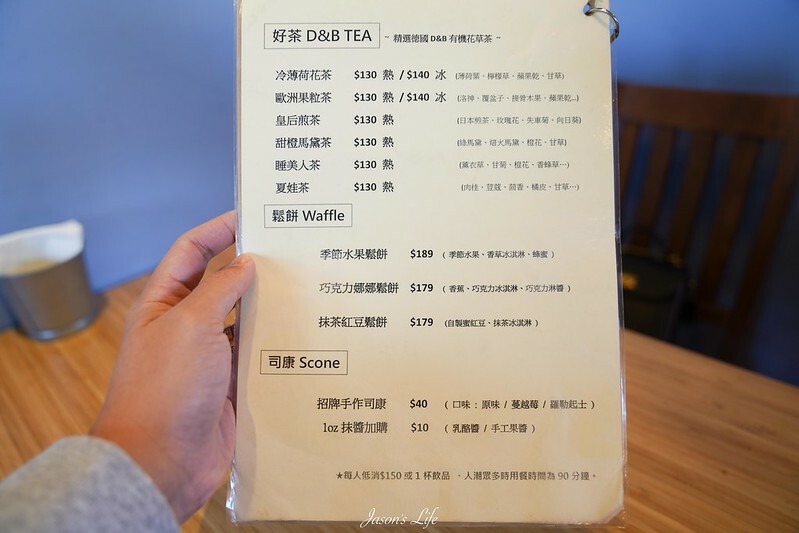 好茶 D&B TEA ~ 精選德國 D&B 有機花草茶 ~
冷薄荷花茶 $130 熱 / $140 冰 (薄荷葉、檸檬草、蘋果乾、甘草)
歐洲果粒茶 $130 熱 / $140 冰 (洛神、覆盆子、接骨木果、蘋果乾...)
皇后煎茶 $130 熱 (日本煎茶、玫瑰花、矢車菊、向日葵)
甜橙馬黛茶 $130 熱 (綠馬黛、焙火馬黛、橙花、甘草)
睡美人茶 $130 熱 (薰衣草、甘菊、橙花、香蜂草…)
夏娃茶 $130 熱 (肉桂、荳蔻、茴香、橘皮、甘草…)
鬆餅 Waffle
季節水果鬆餅 $189 ( 季節水果、香草冰淇淋、蜂蜜 )
巧克力娜娜鬆餅 $179 ( 香蕉、巧克力冰淇淋、巧克力淋醬 )
抹茶紅豆鬆餅 $179 (自製蜜紅豆、抹茶冰淇淋 )
司康 Scone
招牌手作司康 $40 ( 口味 : 原味 / 蔓越莓 / 羅勒起士 )
1oz 抹醬加購 $10 ( 乳酪醬 / 手工果醬 )
★每人低消$150 或 1 杯飲品 、人潮眾多時用餐時間為 90 分鐘。
Jason's Life